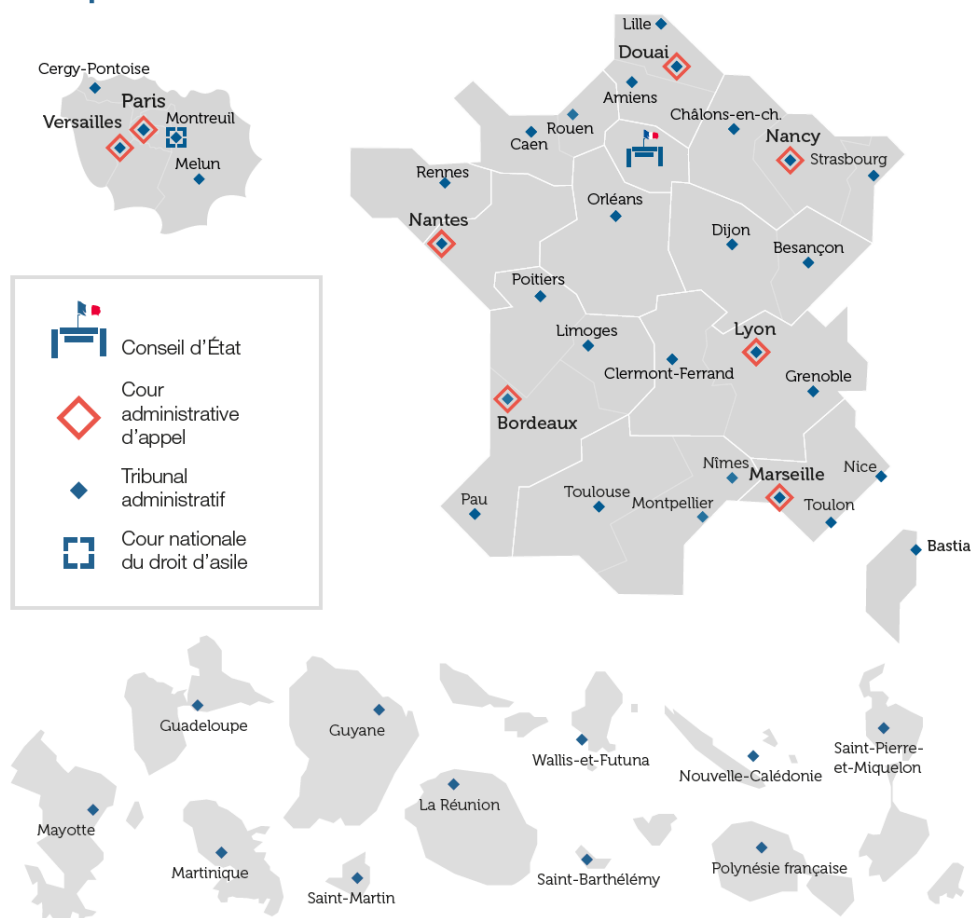 Lille
Douai
Cergy-Pontoise
Amiens
Paris
Montreuil
Versailles
Châlons-en-ch.
Rouen
Caen
Nancy
Strasbourg
Melun
Rennes
Orléans
Nantes
Dijon
Besançon
Poitiers
Limoges
Lyon
Clermont-Ferrand
Grenoble
Bordeaux
Nîmes
Marseille
Nice
Pau
Toulouse
Montpellier
Toulon
Bastia
Conseil d'État
Cour
administrative
d'appel
Tribunal
administratif
Cour nationale
du droit d'asile
Guadeloupe
Guyane
Wallis-et-Futuna
Nouvelle-Calédonie
Saint-Pierre-
et-Miquelon
Mayotte
La Réunion
Martinique
Saint-Martin
Saint-Barthélémy
Polynésie française